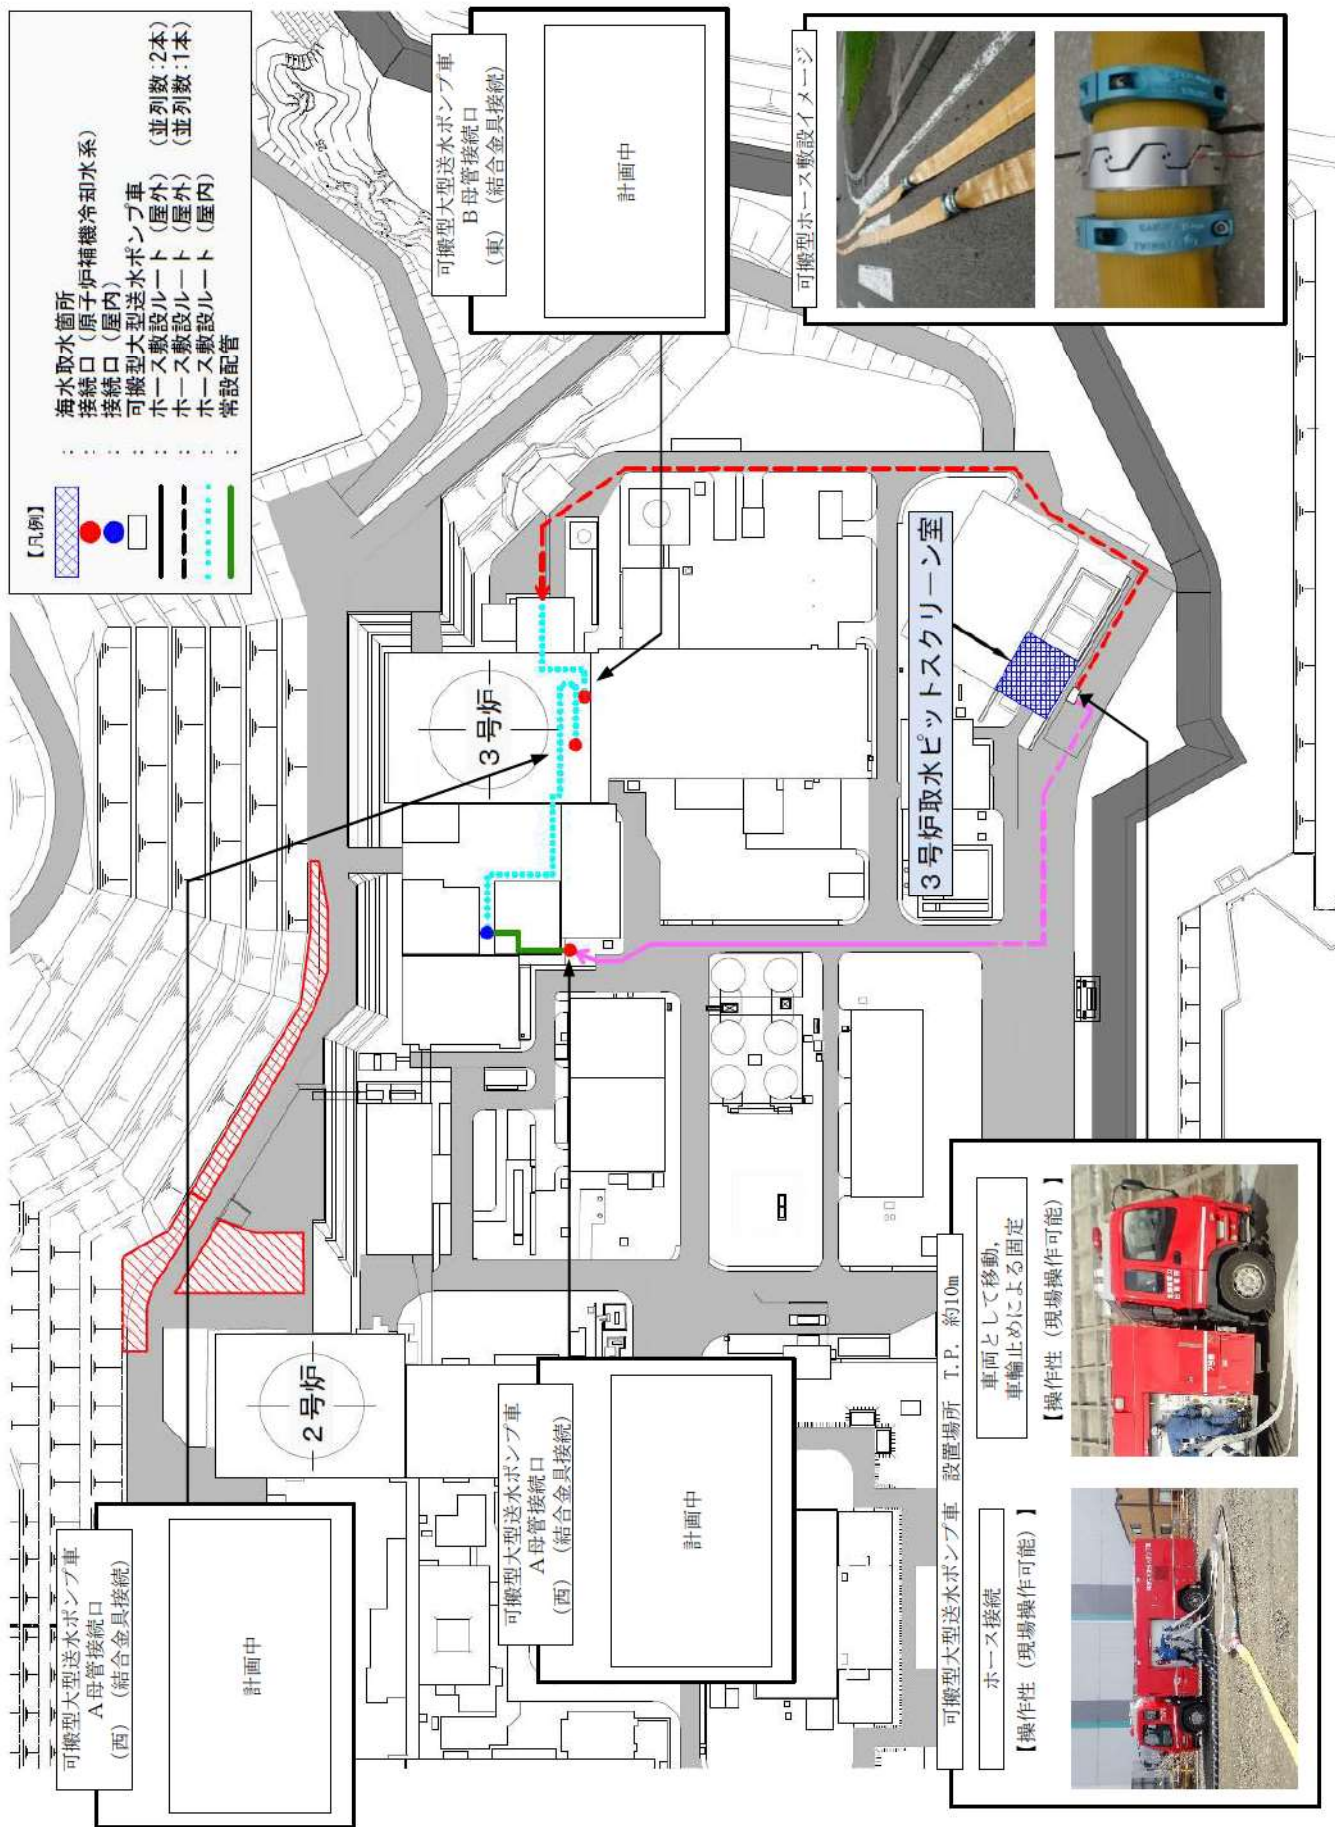 【凡例】
： 海水取水箇所
： 接続口（原子炉補機冷却水系）
： 接続口（屋内）
： 可搬型大型送水ポンプ車
： ホース敷設ルート（屋外）（並列数：2本）
： ホース敷設ルート（屋外）（並列数：1本）
： ホース敷設ルート（屋内）
： 常設配管
可搬型大型送水ポンプ車
A母管接続口
（西）（結合金具接続）
計画中
可搬型大型送水ポンプ車
B母管接続口
（東）（結合金具接続）
計画中
2号炉
3号炉
可搬型大型送水ポンプ車
A母管接続口
（西）（結合金具接続）
計画中
可搬型ホース敷設イメージ
3号炉取水ピットスクリーン室
可搬型大型送水ポンプ車 設置場所 T.P. 約10m
ホース接続
【操作性（現場操作可能）】
車両として移動，
車輪止めによる固定
【操作性（現場操作可能）】